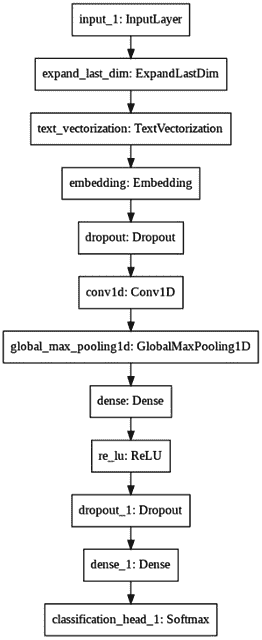 input_1: InputLayer
expand_last_dim: ExpandLastDim
text_vectorization: TextVectorization
embedding: Embedding
dropout: Dropout
conv1d: Conv1D
global_max_pooling1d: GlobalMaxPooling1D
dense: Dense
re_lu: ReLU
dropout_1: Dropout
dense_1: Dense
classification_head_1: Softmax